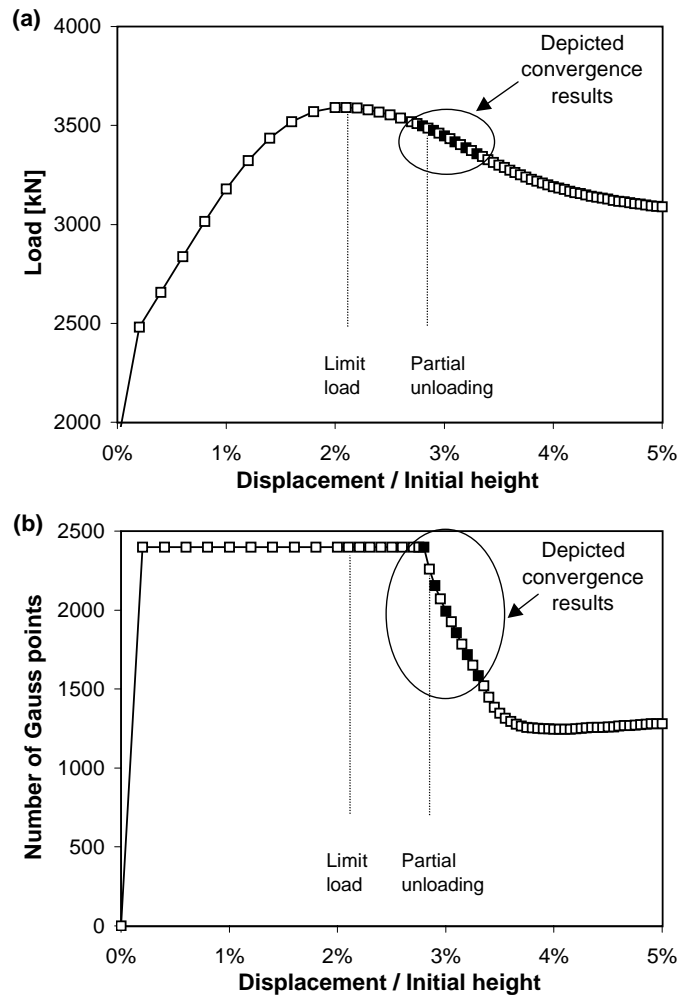 (a)
4000
3500
3000
2500
2000
Load [kN]
Depicted
convergence
results
Limit
load
Partial
unloading
0% 1% 2% 3% 4% 5%
Displacement / Initial height
(b)
2500
2000
1500
1000
500
0
Number of Gauss points
Depicted
convergence
results
Limit
load
Partial
unloading
0% 1% 2% 3% 4% 5%
Displacement / Initial height